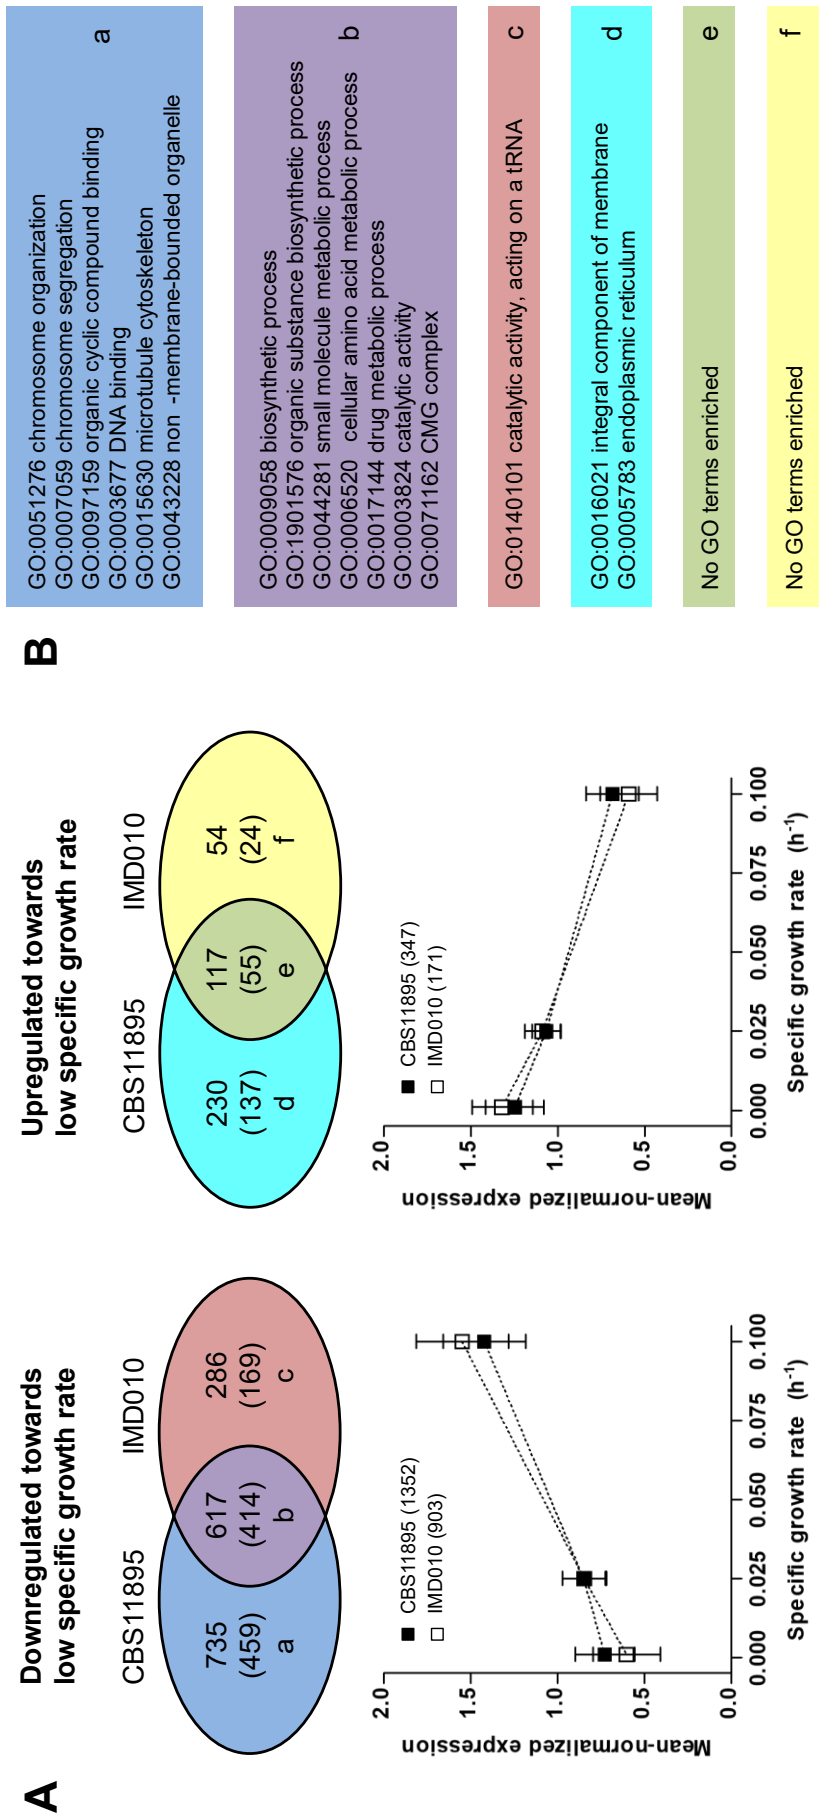 A
Downregulated towards
low specific growth rate
CBS11895
IMD010
735
(459)
a
617
(414)
b
286
(169)
c
Mean-normalized expression
2.0
1.5
1.0
0.5
0.0
CBS11895 (1352)
IMD010 (903)
0.000
0.025
0.050
0.075
0.100
Specific growth rate (h-1)
Upregulated towards
low specific growth rate
CBS11895
IMD010
230
(137)
d
117
(55)
e
54
(24)
f
Mean-normalized expression
2.0
1.5
1.0
0.5
0.0
CBS11895 (347)
IMD010 (171)
0.000
0.025
0.050
0.075
0.100
Specific growth rate (h-1)
B
GO:0051276 chromosome organization
GO:0007059 chromosome segregation
GO:0097159 organic cyclic compound binding
GO:0003677 DNA binding
GO:0015630 microtubule cytoskeleton
GO:0043228 non -membrane-bounded organelle
a
GO:0009058 biosynthetic process
GO:1901576 organic substance biosynthetic process
GO:0044281 small molecule metabolic process
GO:0006520 cellular amino acid metabolic process
GO:0017144 drug metabolic process
GO:0003824 catalytic activity
GO:0071162 CMG complex
b
GO:0140101 catalytic activity, acting on a tRNA
c
GO:0016021 integral component of membrane
GO:0005783 endoplasmic reticulum
d
No GO terms enriched
e
No GO terms enriched
f